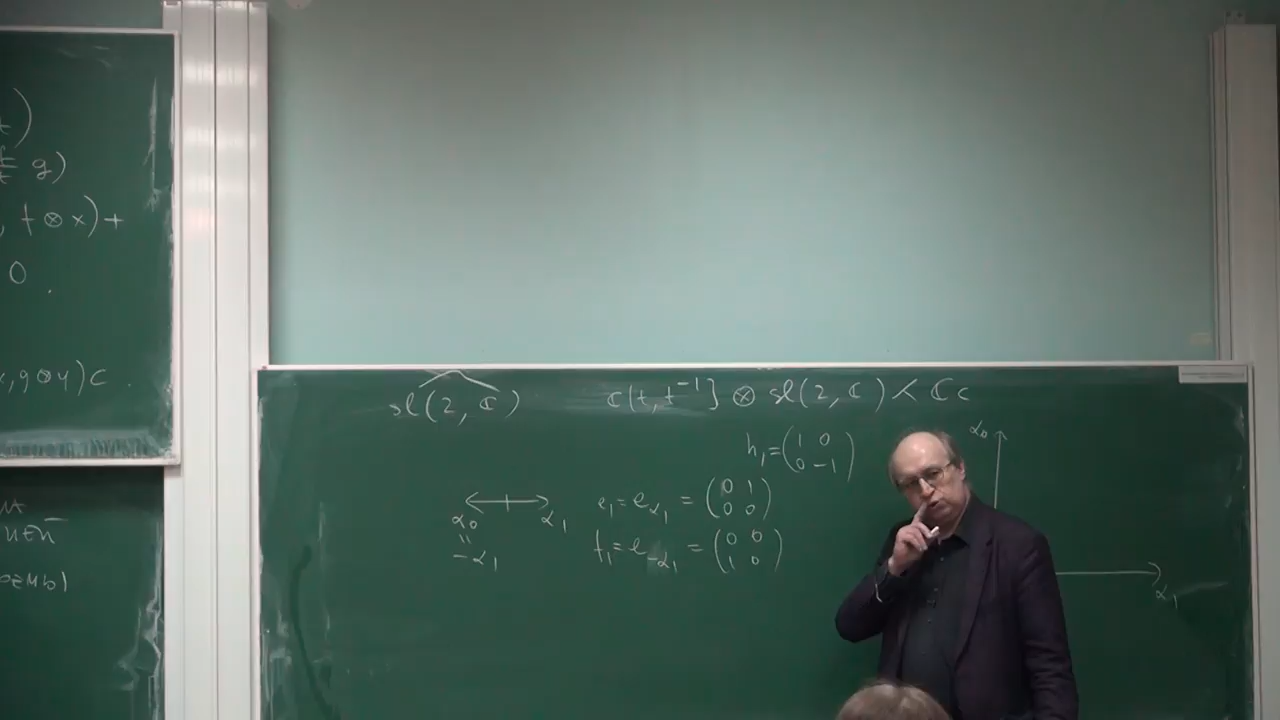 g)
, t ⊗ x) +
0.
, g ⊗ y) c.
$\widehat{sl(2, ℂ)}$ ℂ[t, t⁻¹] ⊗ sl(2, ℂ) ⋌ ℂc
h₁ = (1 0
0 -1)
α₀
α₀ α₁
=
-α₁
e₁ = e_{α₁} = (0 1
0 0)
f₁ = e_{-α₁} = (0 0
1 0)
α₁